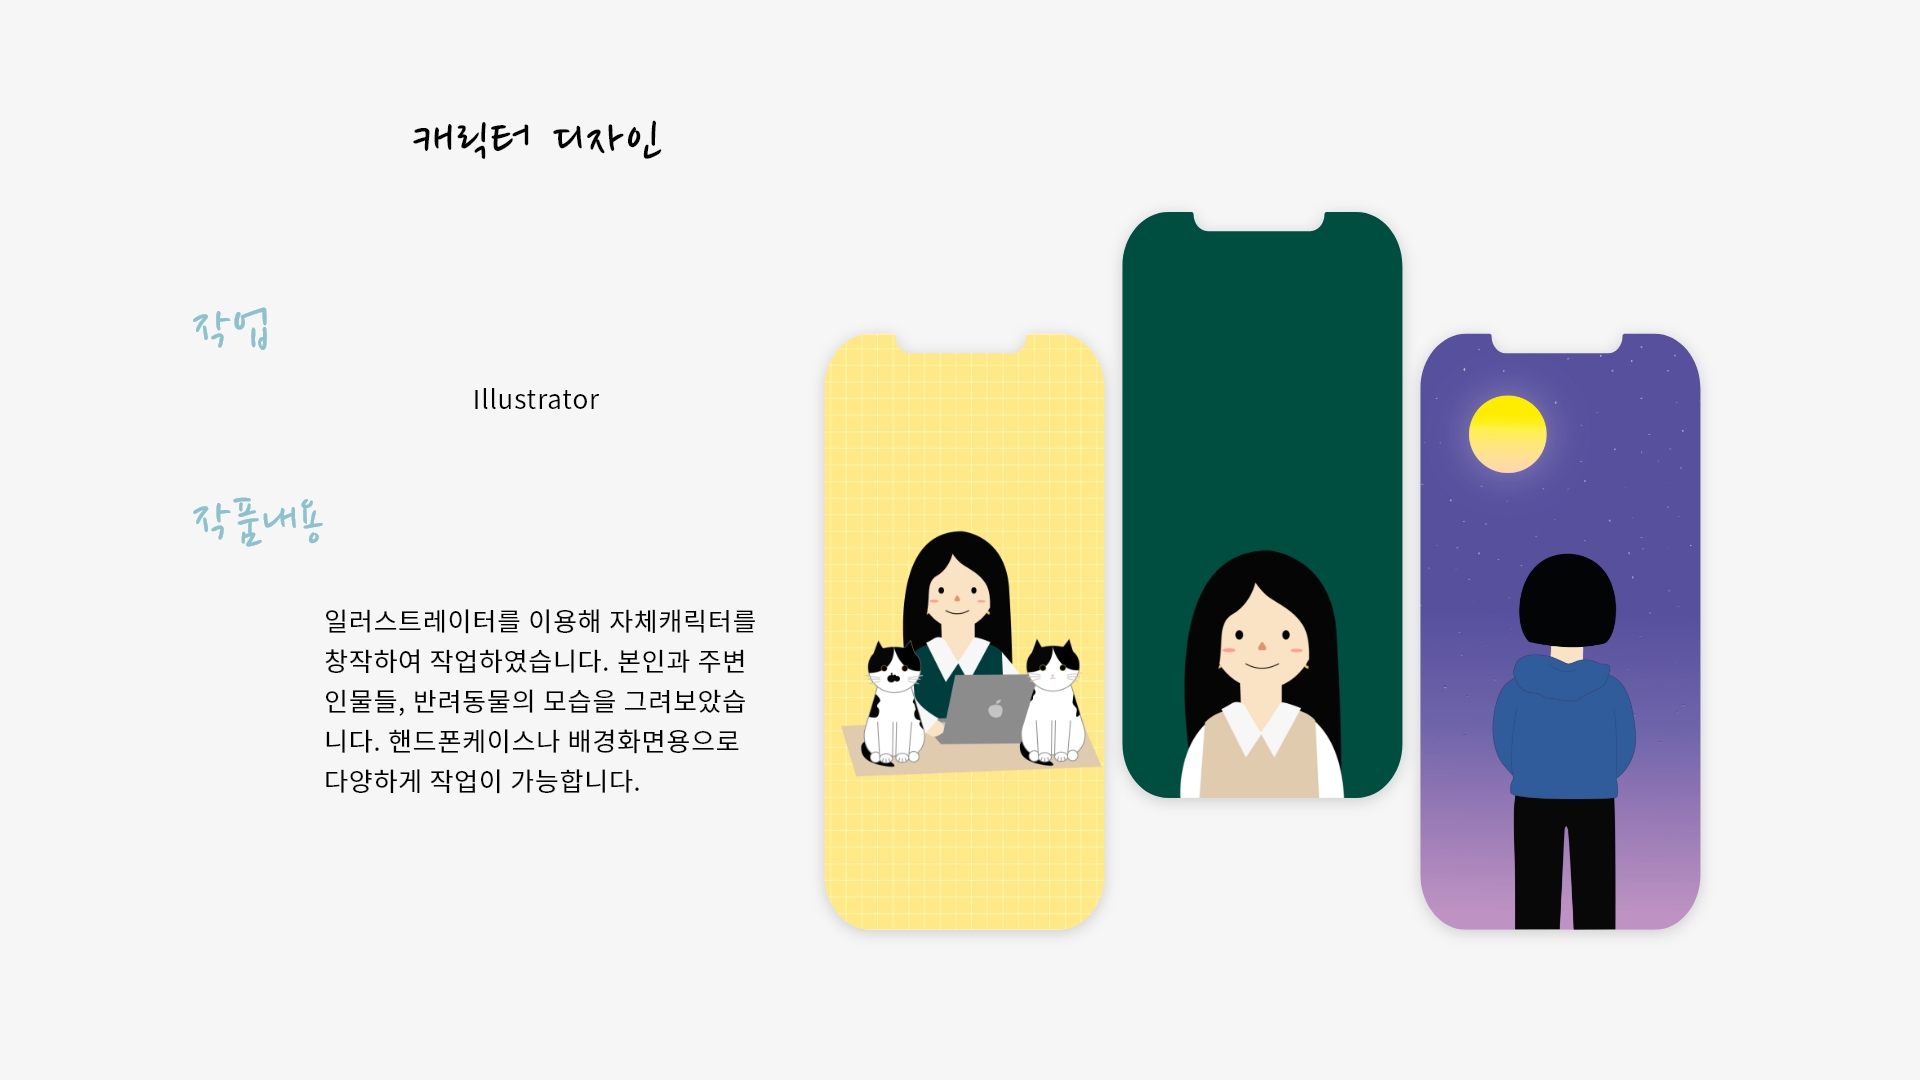 캐릭터 디자인
작업
Illustrator
작품내용
일러스트레이터를 이용해 자체캐릭터를
창작하여 작업하였습니다. 본인과 주변
인물들, 반려동물의 모습을 그려보았습
니다. 핸드폰케이스나 배경화면용으로
다양하게 작업이 가능합니다.